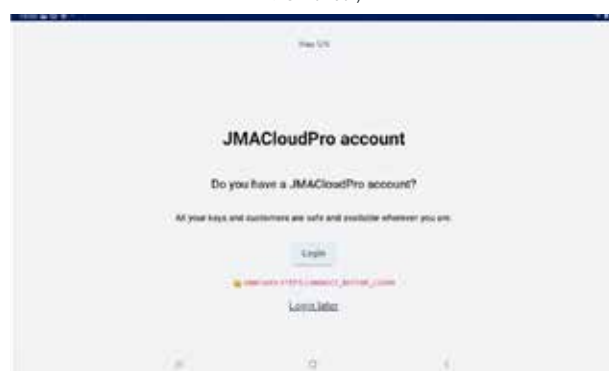 JMACloudPro account
Do you have a JMACloudPro account?
All your keys and customers are safe and available wherever you are.
Login
Login later